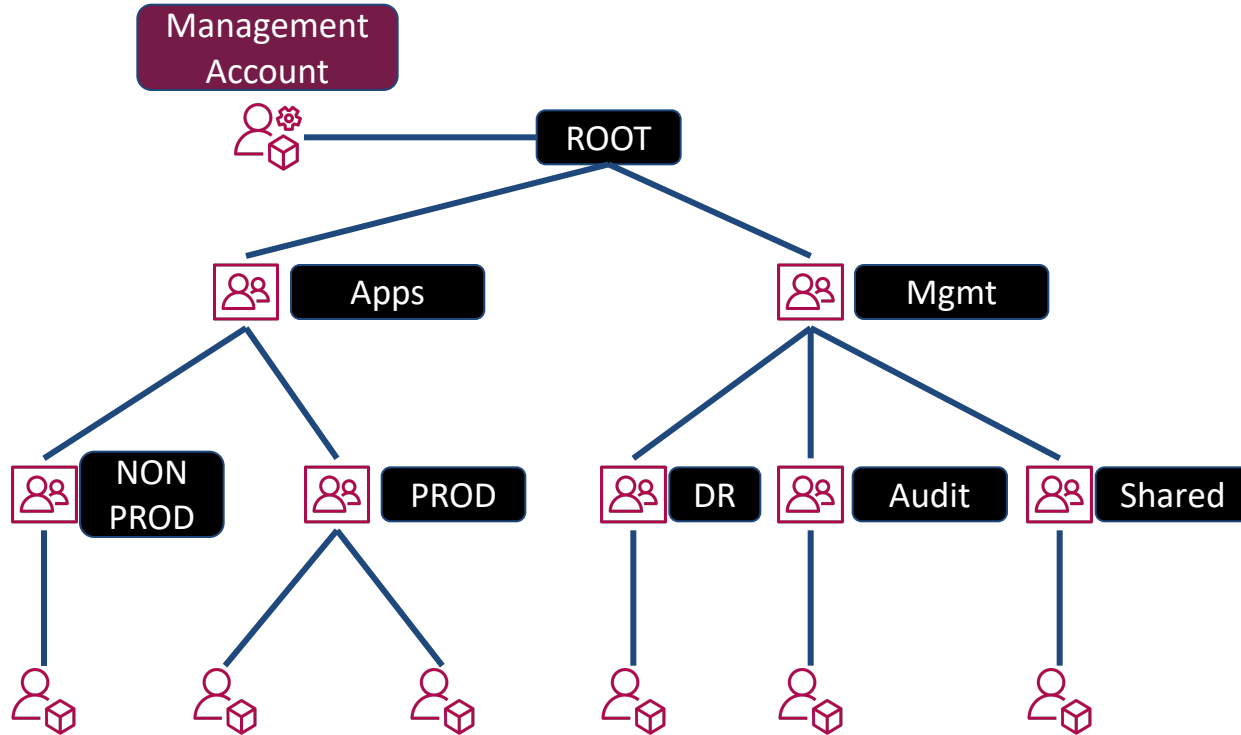 Management
Account
ROOT
Apps
Mgmt
NON
PROD
PROD
DR
Audit
Shared